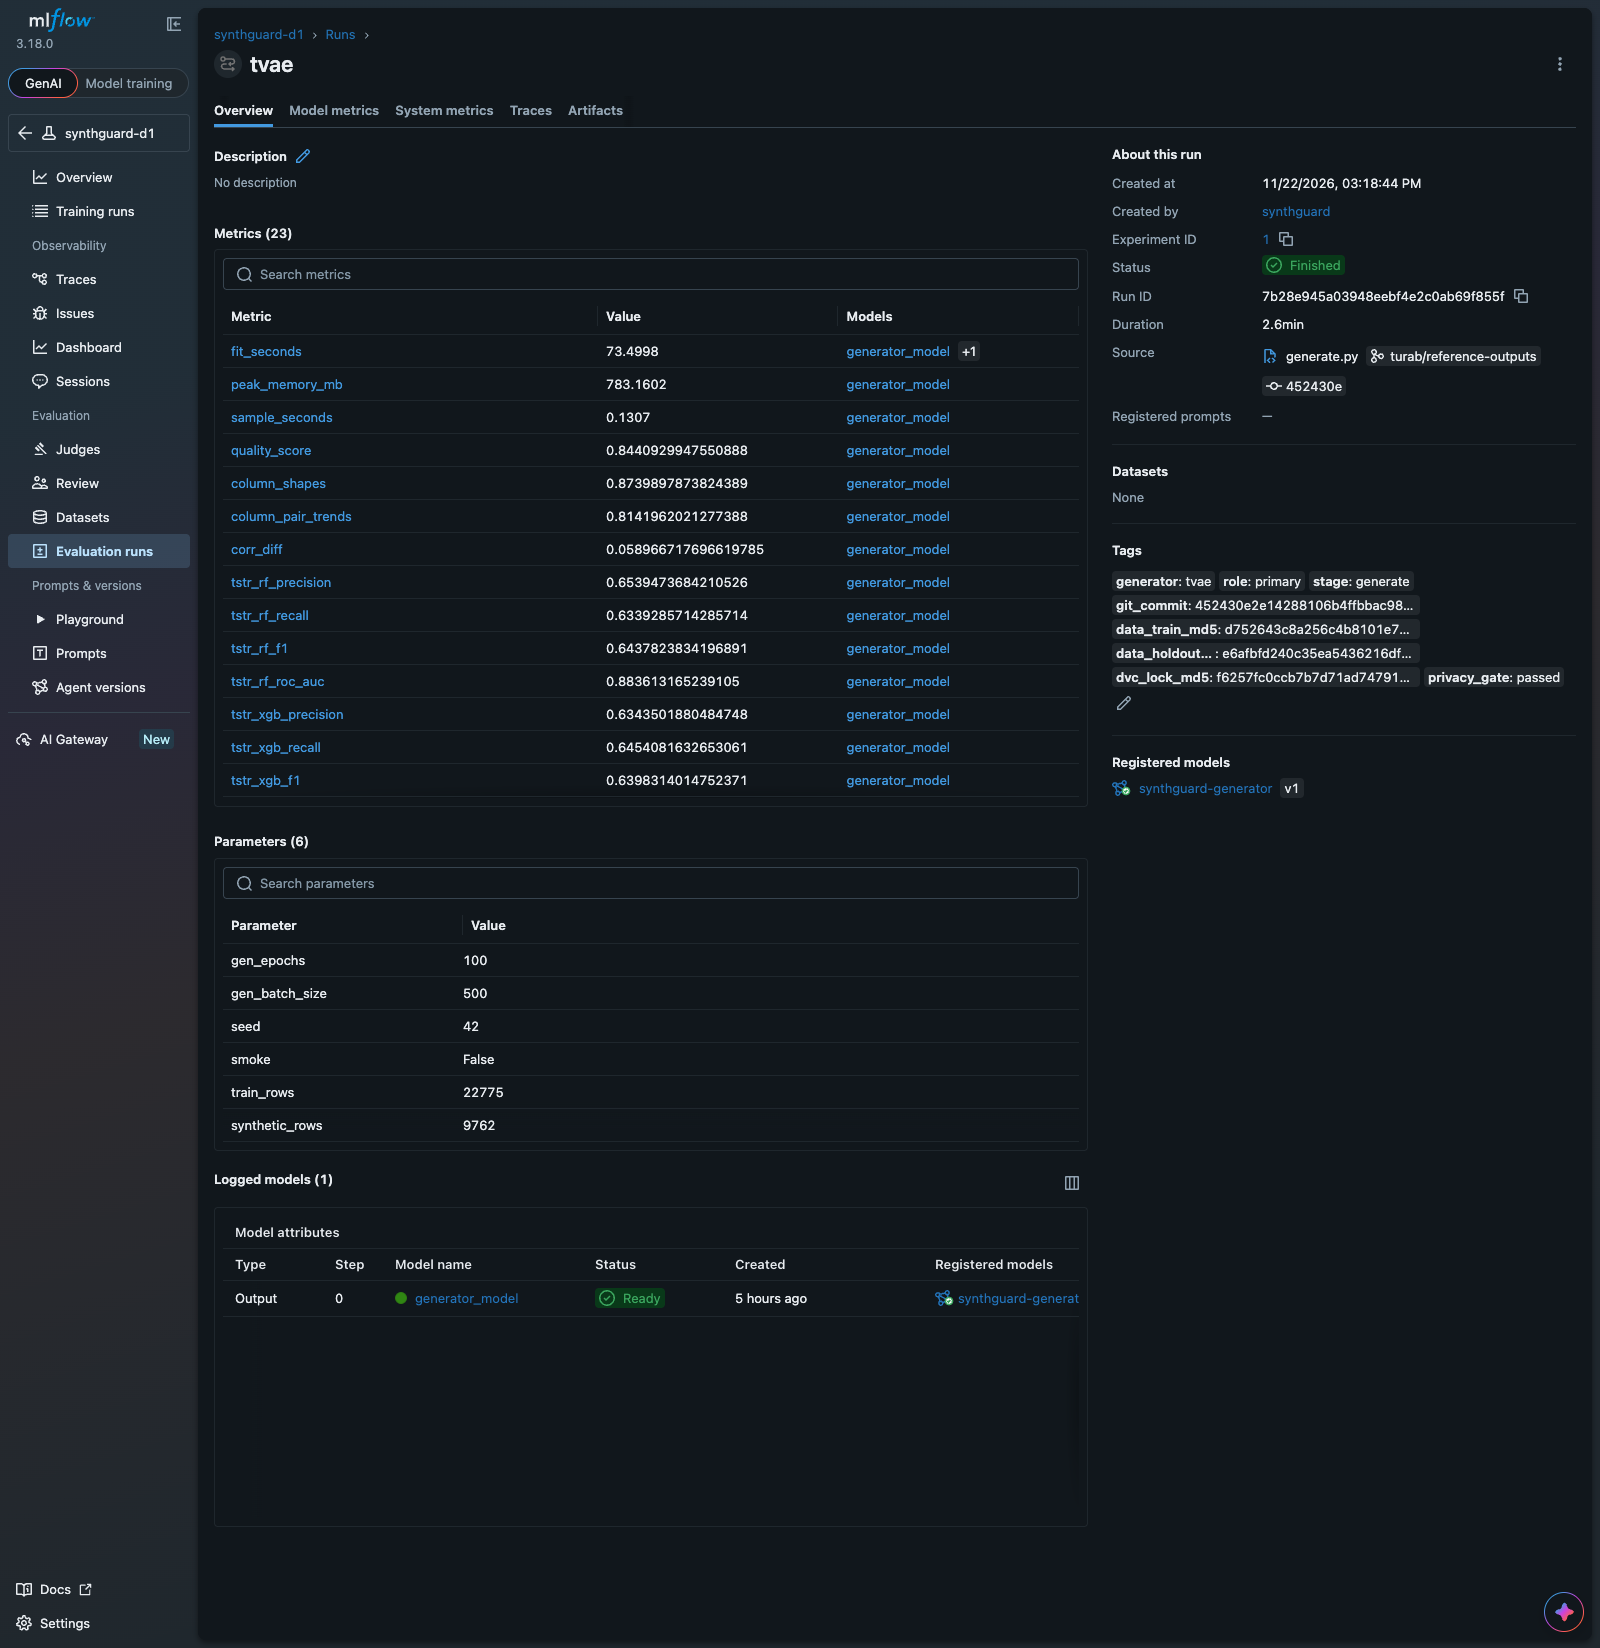 mlflow
3.18.0
GenAI Model training
synthguard-d1
Overview
Training runs
Observability
Traces
Issues
Dashboard
Sessions
Evaluation
Judges
Review
Datasets
Evaluation runs
Prompts & versions
Playground
Prompts
Agent versions
AI Gateway New
Docs
Settings
synthguard-d1 › Runs ›
tvae
Overview Model metrics System metrics Traces Artifacts
Description
No description
Metrics (23)
Search metrics
Metric Value Models
fit_seconds 73.4998 generator_model +1
peak_memory_mb 783.1602 generator_model
sample_seconds 0.1307 generator_model
quality_score 0.8440929947550888 generator_model
column_shapes 0.8739897873824389 generator_model
column_pair_trends 0.8141962021277388 generator_model
corr_diff 0.058966717696619785 generator_model
tstr_rf_precision 0.6539473684210526 generator_model
tstr_rf_recall 0.6339285714285714 generator_model
tstr_rf_f1 0.6437823834196891 generator_model
tstr_rf_roc_auc 0.883613165239105 generator_model
tstr_xgb_precision 0.6343501880484748 generator_model
tstr_xgb_recall 0.6454081632653061 generator_model
tstr_xgb_f1 0.6398314014752371 generator_model
Parameters (6)
Search parameters
Parameter Value
gen_epochs 100
gen_batch_size 500
seed 42
smoke False
train_rows 22775
synthetic_rows 9762
Logged models (1)
Model attributes
Type Step Model name Status Created Registered models
Output 0 generator_model Ready 5 hours ago synthguard-generat
About this run
Created at 11/22/2026, 03:18:44 PM
Created by synthguard
Experiment ID 1
Status Finished
Run ID 7b28e945a03948eebf4e2c0ab69f855f
Duration 2.6min
Source generate.py turab/reference-outputs
452430e
Registered prompts —
Datasets
None
Tags
generator: tvae role: primary stage: generate
git_commit: 452430e2e14288106b4ffbbac98...
data_train_md5: d752643c8a256c4b8101e7...
data_holdout... : e6afbfd240c35ea5436216df...
dvc_lock_md5: f6257fc0ccb7b7d71ad74791... privacy_gate: passed
Registered models
synthguard-generator v1